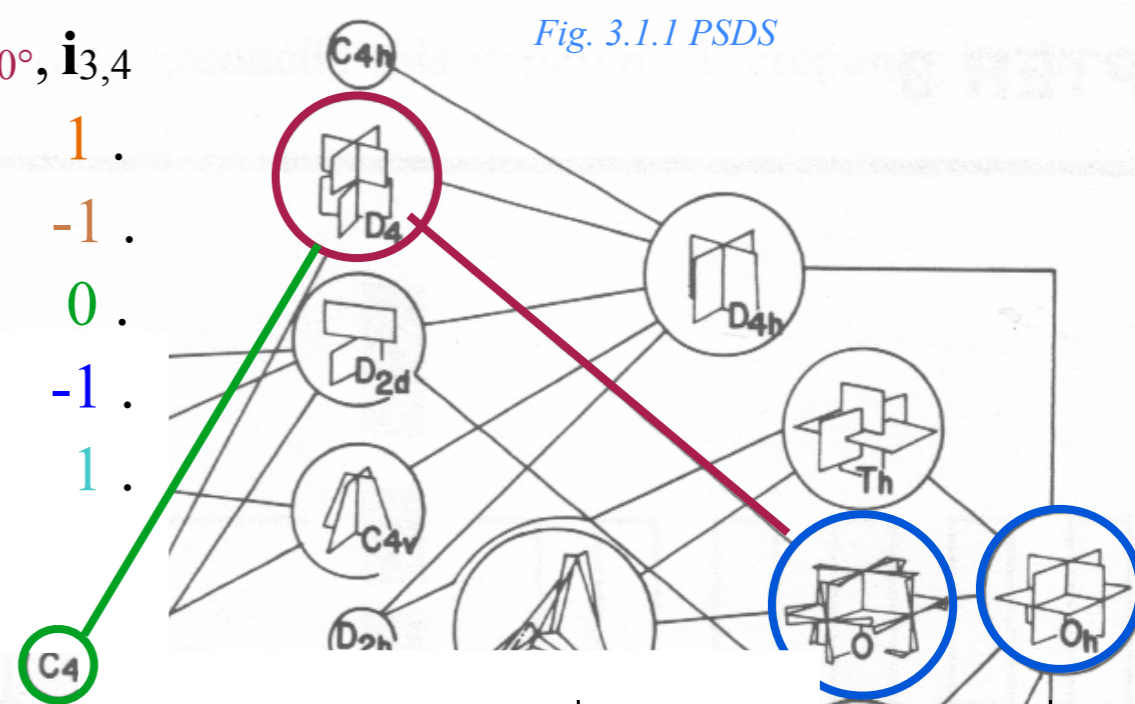 Fig. 3.1.1 PSDS
0°, i3,4
1 .
-1 .
0 .
-1 .
1 .
C4h
D4
D2d
D4h
Th
C4v
D2h
O
Oh
C4